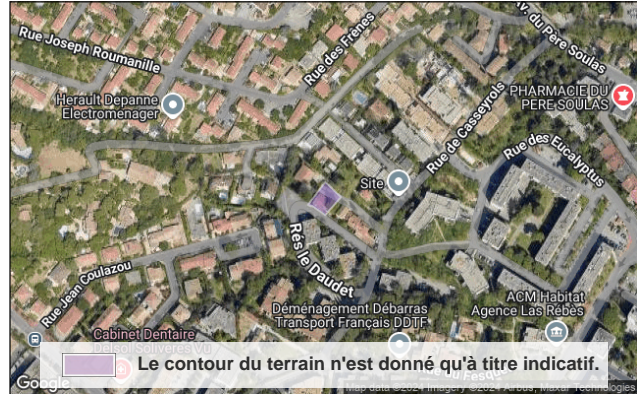 Av. du Père Soulas
Rue Joseph Roumanille
Rue des Frênes
Herault Depanne
Electromenager
PHARMACIE DU
PERE SOULAS
Rue de Casseyrols
Rue des Eucalyptus
Site
Rés le Daudet
Rue Jean Coulazou
Déménagement Débarras
Transport Français DDTF
ACM Habitat
Agence Las Rébès
Cabinet Dentaire
Le contour du terrain n'est donné qu'à titre indicatif.
Google
Map data ©2024 Imagery ©2024 Airbus, Maxar Technologies